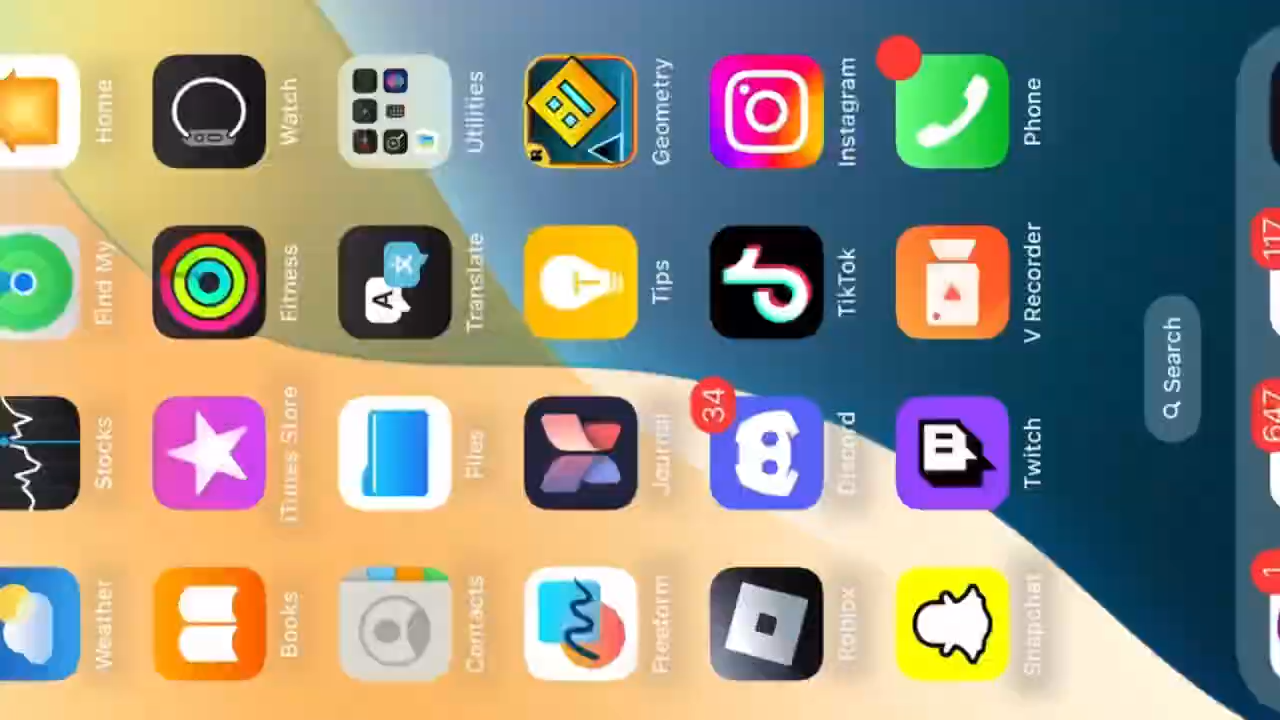 Weather
Stocks
Find My
Home
Books
iTunes Store
Fitness
Watch
Contacts
Files
Translate
Utilities
Freeform
Journal
Tips
Geometry
34
Roblox
Discord
TikTok
Instagram
Snapchat
Twitch
V Recorder
Phone
Search
1
647
117